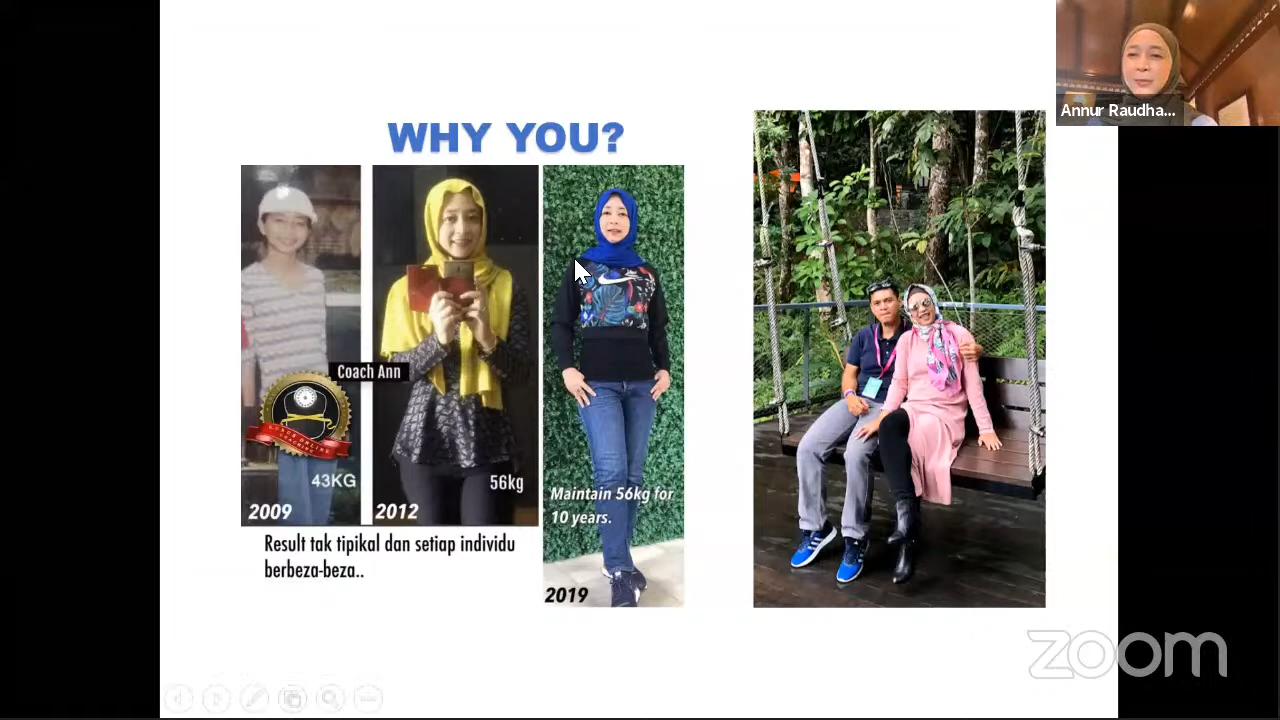 Annur Raudha...
WHY YOU?
Coach Ann
43KG
2009
56kg
2012
Maintain 56kg for
10 years.
2019
Result tak tipikal dan setiap individu
berbeza-beza..
zoom